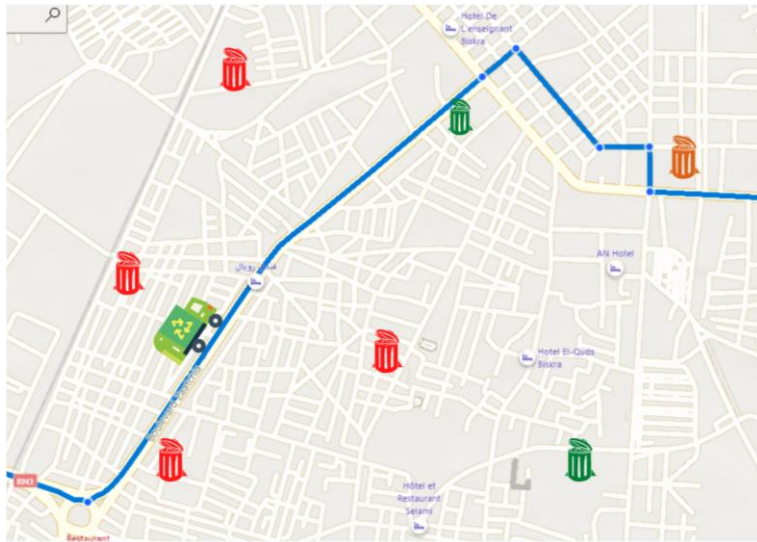 Hotel De
L'enseignant
Biskra
AN Hotel
Hotel El-Quds
Biskra
RN3
Hôtel et
Restaurant
Selami
Restaurant